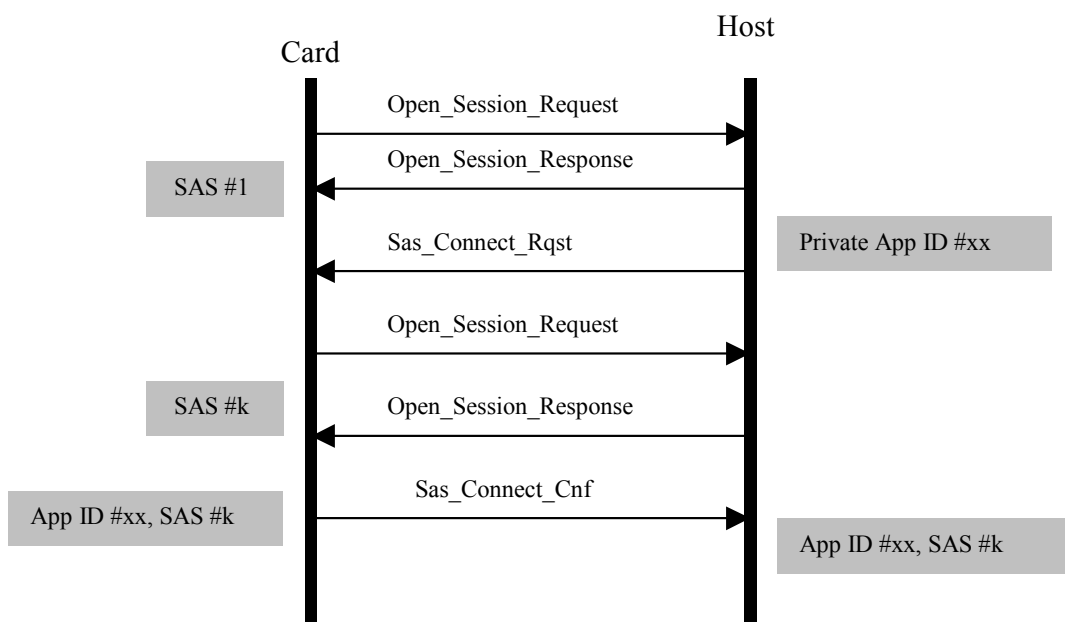 Host
Card
Open_Session_Request
Open_Session_Response
SAS #1
Sas_Connect_Rqst
Private App ID #xx
Open_Session_Request
SAS #k
Open_Session_Response
Sas_Connect_Cnf
App ID #xx, SAS #k
App ID #xx, SAS #k